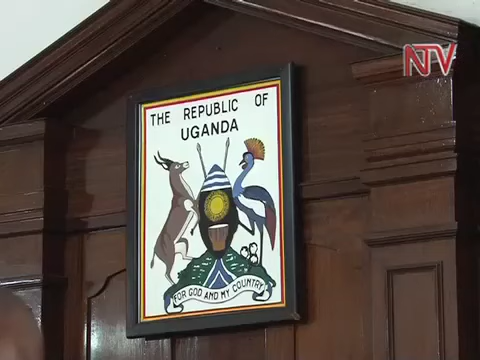 NTV
THE REPUBLIC OF
UGANDA
FOR GOD AND MY COUNTRY